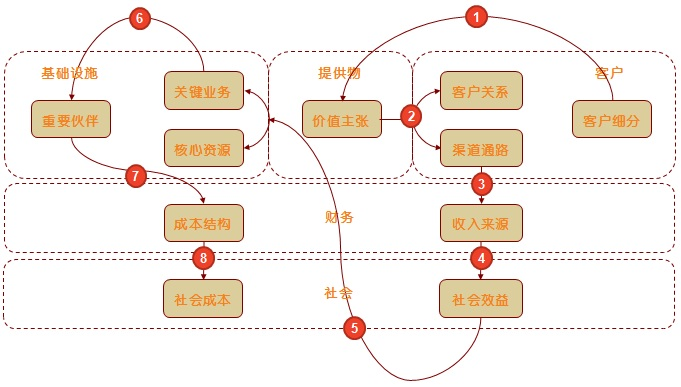 6
1
基础设施
提供物
客户
关键业务
客户关系
重要伙伴
价值主张
2
客户细分
核心资源
渠道通路
7
3
成本结构
财务
收入来源
8
4
社会成本
社会
社会效益
5